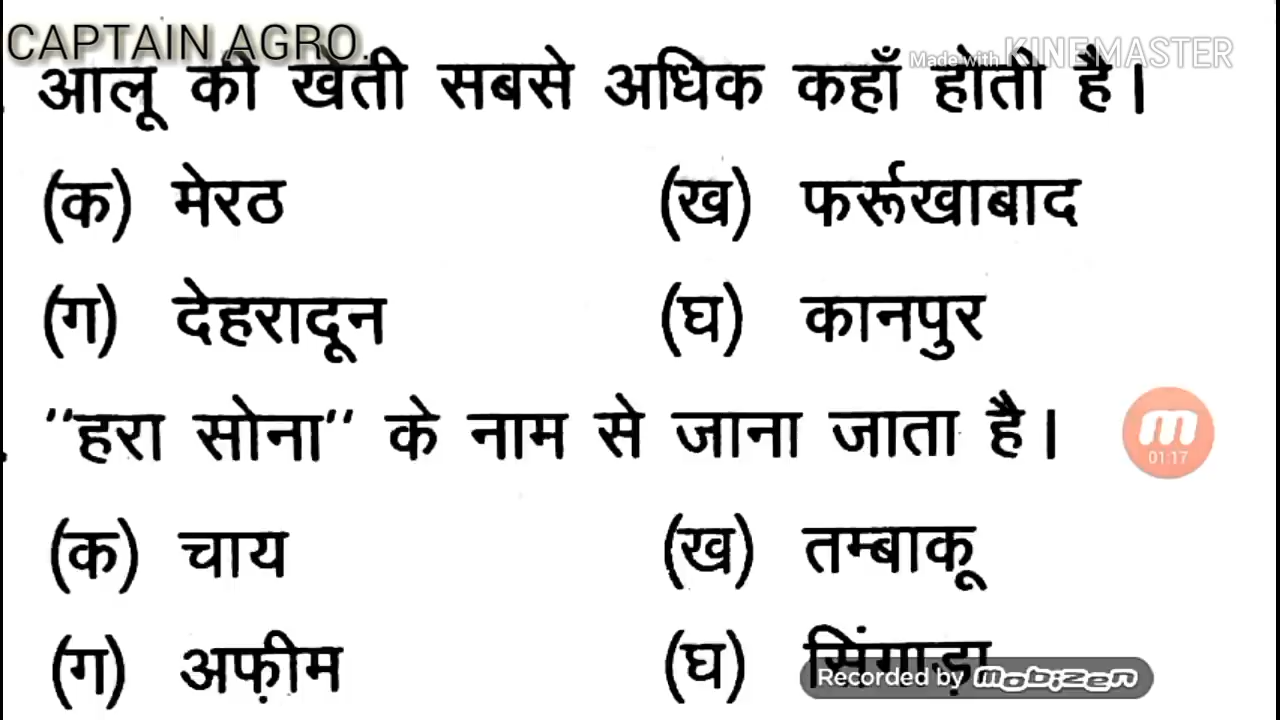 CAPTAIN AGRO.
Made with KINEMASTER
आलू की खेती सबसे अधिक कहाँ होती है।
(क) मेरठ (ख) फर्रूखाबाद
(ग) देहरादून (घ) कानपुर
"हरा सोना" के नाम से जाना जाता है।
01:17
(क) चाय (ख) तम्बाकू
(ग) अफ़ीम (घ) सिंगाड़ा
Recorded by mobizen